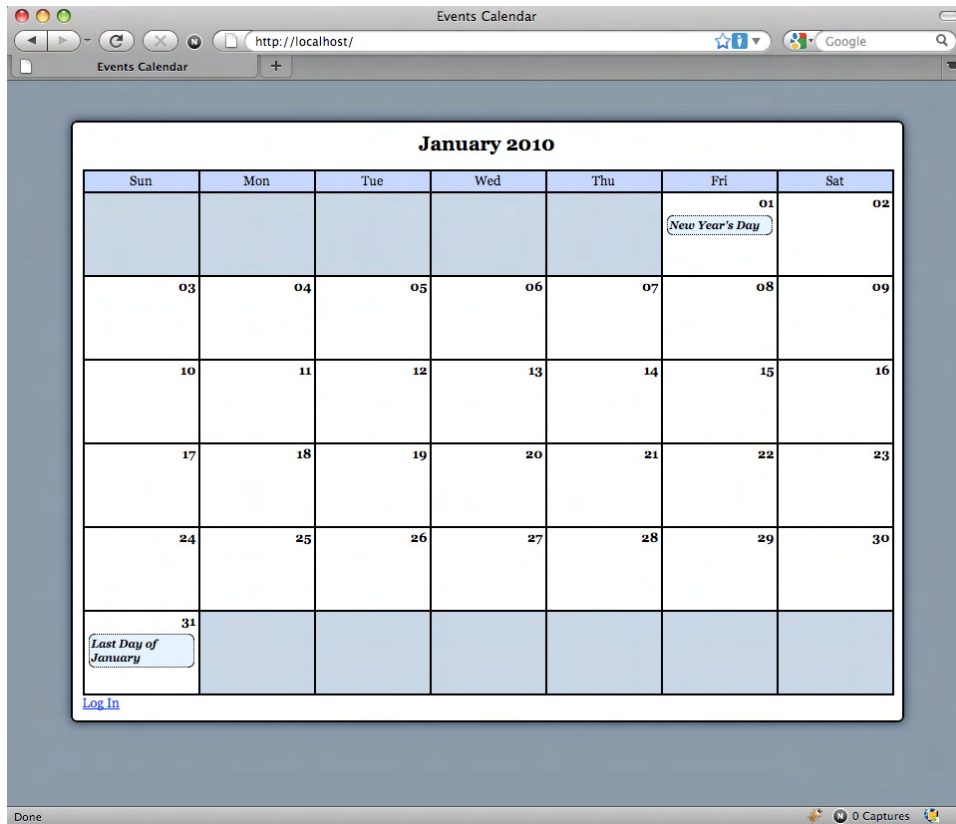 Events Calendar
http://localhost/
Google
Events Calendar
January 2010
Sun Mon Tue Wed Thu Fri Sat
01 02
New Year's Day
03 04 05 06 07 08 09
10 11 12 13 14 15 16
17 18 19 20 21 22 23
24 25 26 27 28 29 30
31
Last Day of
January
Log In
Done
0 Captures